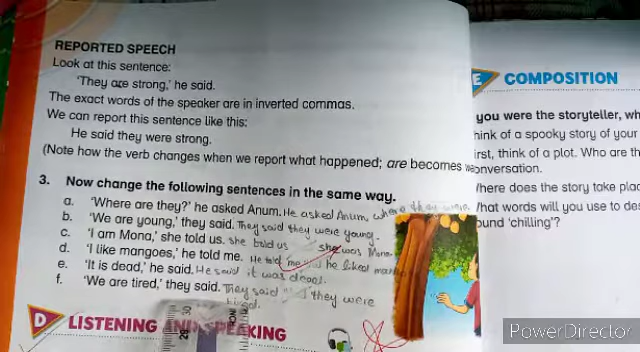 REPORTED SPEECH
Look at this sentence:
'They are strong,' he said.
The exact words of the speaker are in inverted commas.
We can report this sentence like this:
He said they were strong.
(Note how the verb changes when we report what happened; are becomes we
3. Now change the following sentences in the same way.
a. 'Where are they?' he asked Anum. He asked Anum, where they were
b. 'We are young,' they said. They said they were young.
c. 'I am Mona,' she told us. she told us she was Mona.
d. 'I like mangoes,' he told me. He told me he liked
e. 'It is dead,' he said. He said it was dead.
f. 'We are tired,' they said. They said they were
tired.
D LISTENING AND SPEAKING
E COMPOSITION
you were the storyteller, wh
hink of a spooky story of your
irst, think of a plot. Who are th
onversation.
here does the story take plac
hat words will you use to des
ound 'chilling'?
PowerDirector